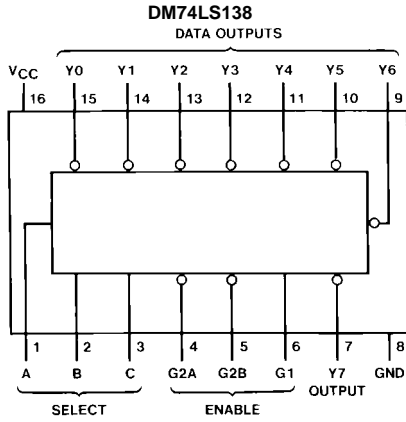 DM74LS138
DATA OUTPUTS
VCC Y0 Y1 Y2 Y3 Y4 Y5 Y6
16 15 14 13 12 11 10 9
1 2 3 4 5 6 7 8
A B C G2A G2B G1 Y7 GND
OUTPUT
SELECT ENABLE